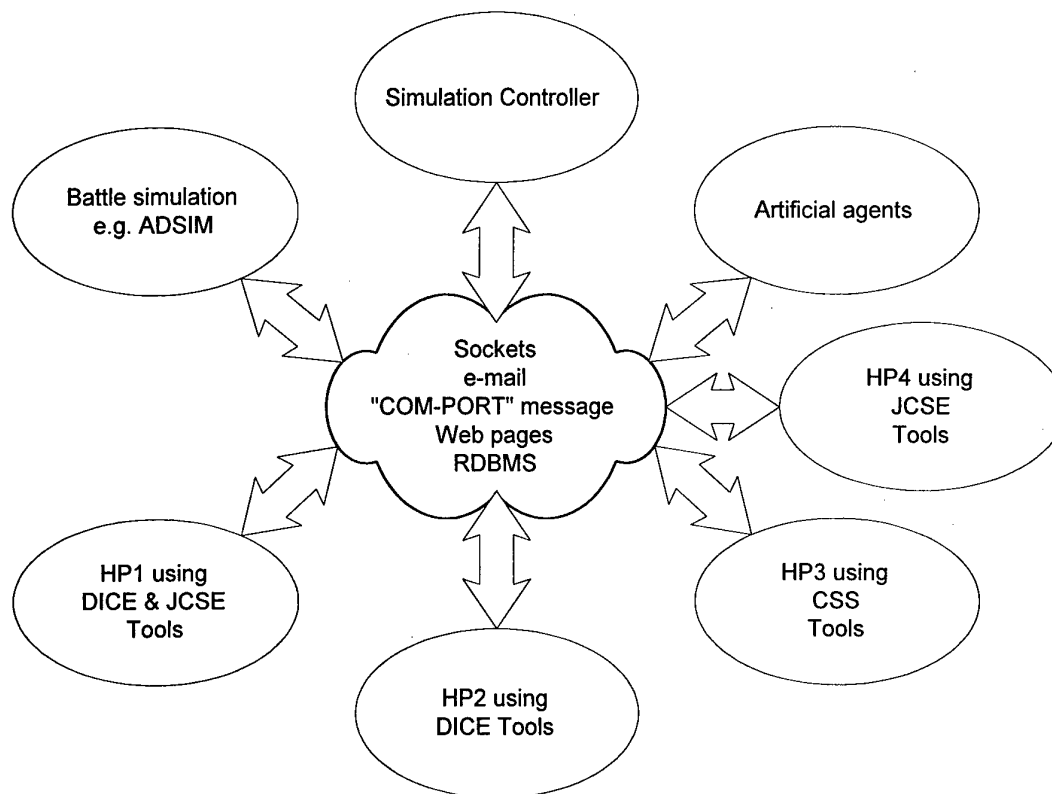 Simulation Controller
Battle simulation
e.g. ADSIM
Artificial agents
Sockets
e-mail
"COM-PORT" message
Web pages
RDBMS
HP4 using
JCSE
Tools
HP1 using
DICE & JCSE
Tools
HP3 using
CSS
Tools
HP2 using
DICE Tools